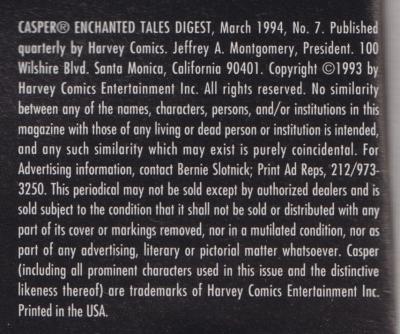 CASPER® ENCHANTED TALES DIGEST, March 1994, No. 7. Published
quarterly by Harvey Comics. Jeffrey A. Montgomery, President. 100
Wilshire Blvd. Santa Monica, California 90401. Copyright ©1993 by
Harvey Comics Entertainment Inc. All rights reserved. No similarity
between any of the names, characters, persons, and/or institutions in this
magazine with those of any living or dead person or institution is intended,
and any such similarity which may exist is purely coincidental. For
Advertising information, contact Bernie Slotnick; Print Ad Reps, 212/973-
3250. This periodical may not be sold except by authorized dealers and is
sold subject to the condition that it shall not be sold or distributed with any
part of its cover or markings removed, nor in a mutilated condition, nor as
part of any advertising, literary or pictorial matter whatsoever. Casper
(including all prominent characters used in this issue and the distinctive
likeness thereof) are trademarks of Harvey Comics Entertainment Inc.
Printed in the USA.